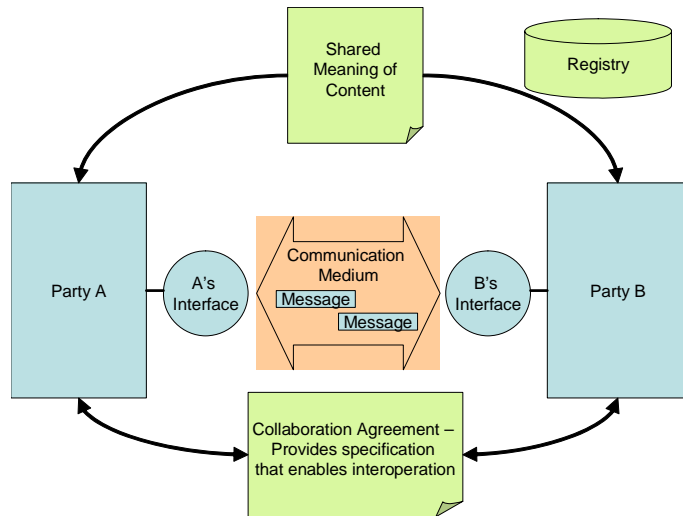 Shared
Meaning of
Content
Registry
Party A
A's
Interface
Communication
Medium
Message
Message
B's
Interface
Party B
Collaboration Agreement –
Provides specification
that enables interoperation